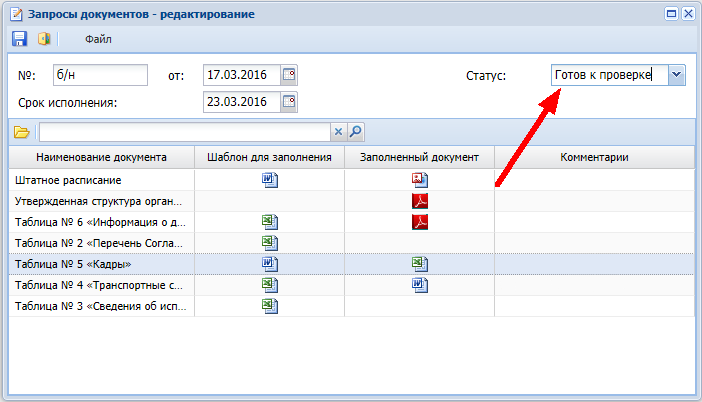 Запросы документов - редактирование
Файл
№: б/н от: 17.03.2016 Статус: Готов к проверке
Срок исполнения: 23.03.2016
Наименование документа Шаблон для заполнения Заполненный документ Комментарии
Штатное расписание
Утвержденная структура орган...
Таблица № 6 «Информация о д...
Таблица № 2 «Перечень Согла...
Таблица № 5 «Кадры»
Таблица № 4 «Транспортные с...
Таблица № 3 «Сведения об исп...